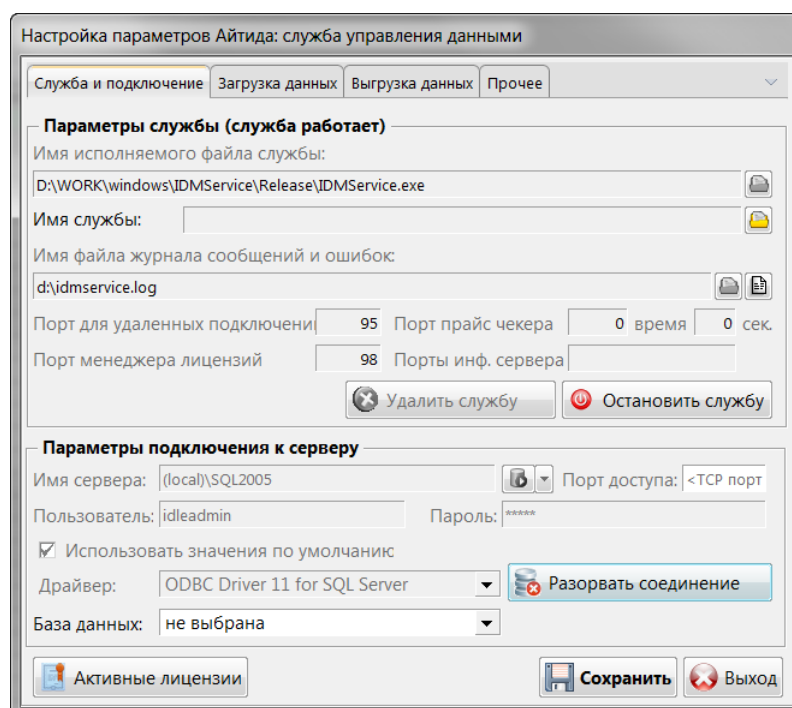 Настройка параметров Айтида: служба управления данными
Служба и подключение Загрузка данных Выгрузка данных Прочее
Параметры службы (служба работает)
Имя исполняемого файла службы:
D:\WORK\windows\IDMService\Release\IDMService.exe
Имя службы:
Имя файла журнала сообщений и ошибок:
d:\idmservice.log
Порт для удаленных подключени 95 Порт прайс чекера 0 время 0 сек.
Порт менеджера лицензий 98 Порты инф. сервера
Удалить службу Остановить службу
Параметры подключения к серверу
Имя сервера: (local)\SQL2005 Порт доступа: <TCP порт
Пользователь: idleadmin Пароль: *****
Использовать значения по умолчанию
Драйвер: ODBC Driver 11 for SQL Server Разорвать соединение
База данных: не выбрана
Активные лицензии Сохранить Выход